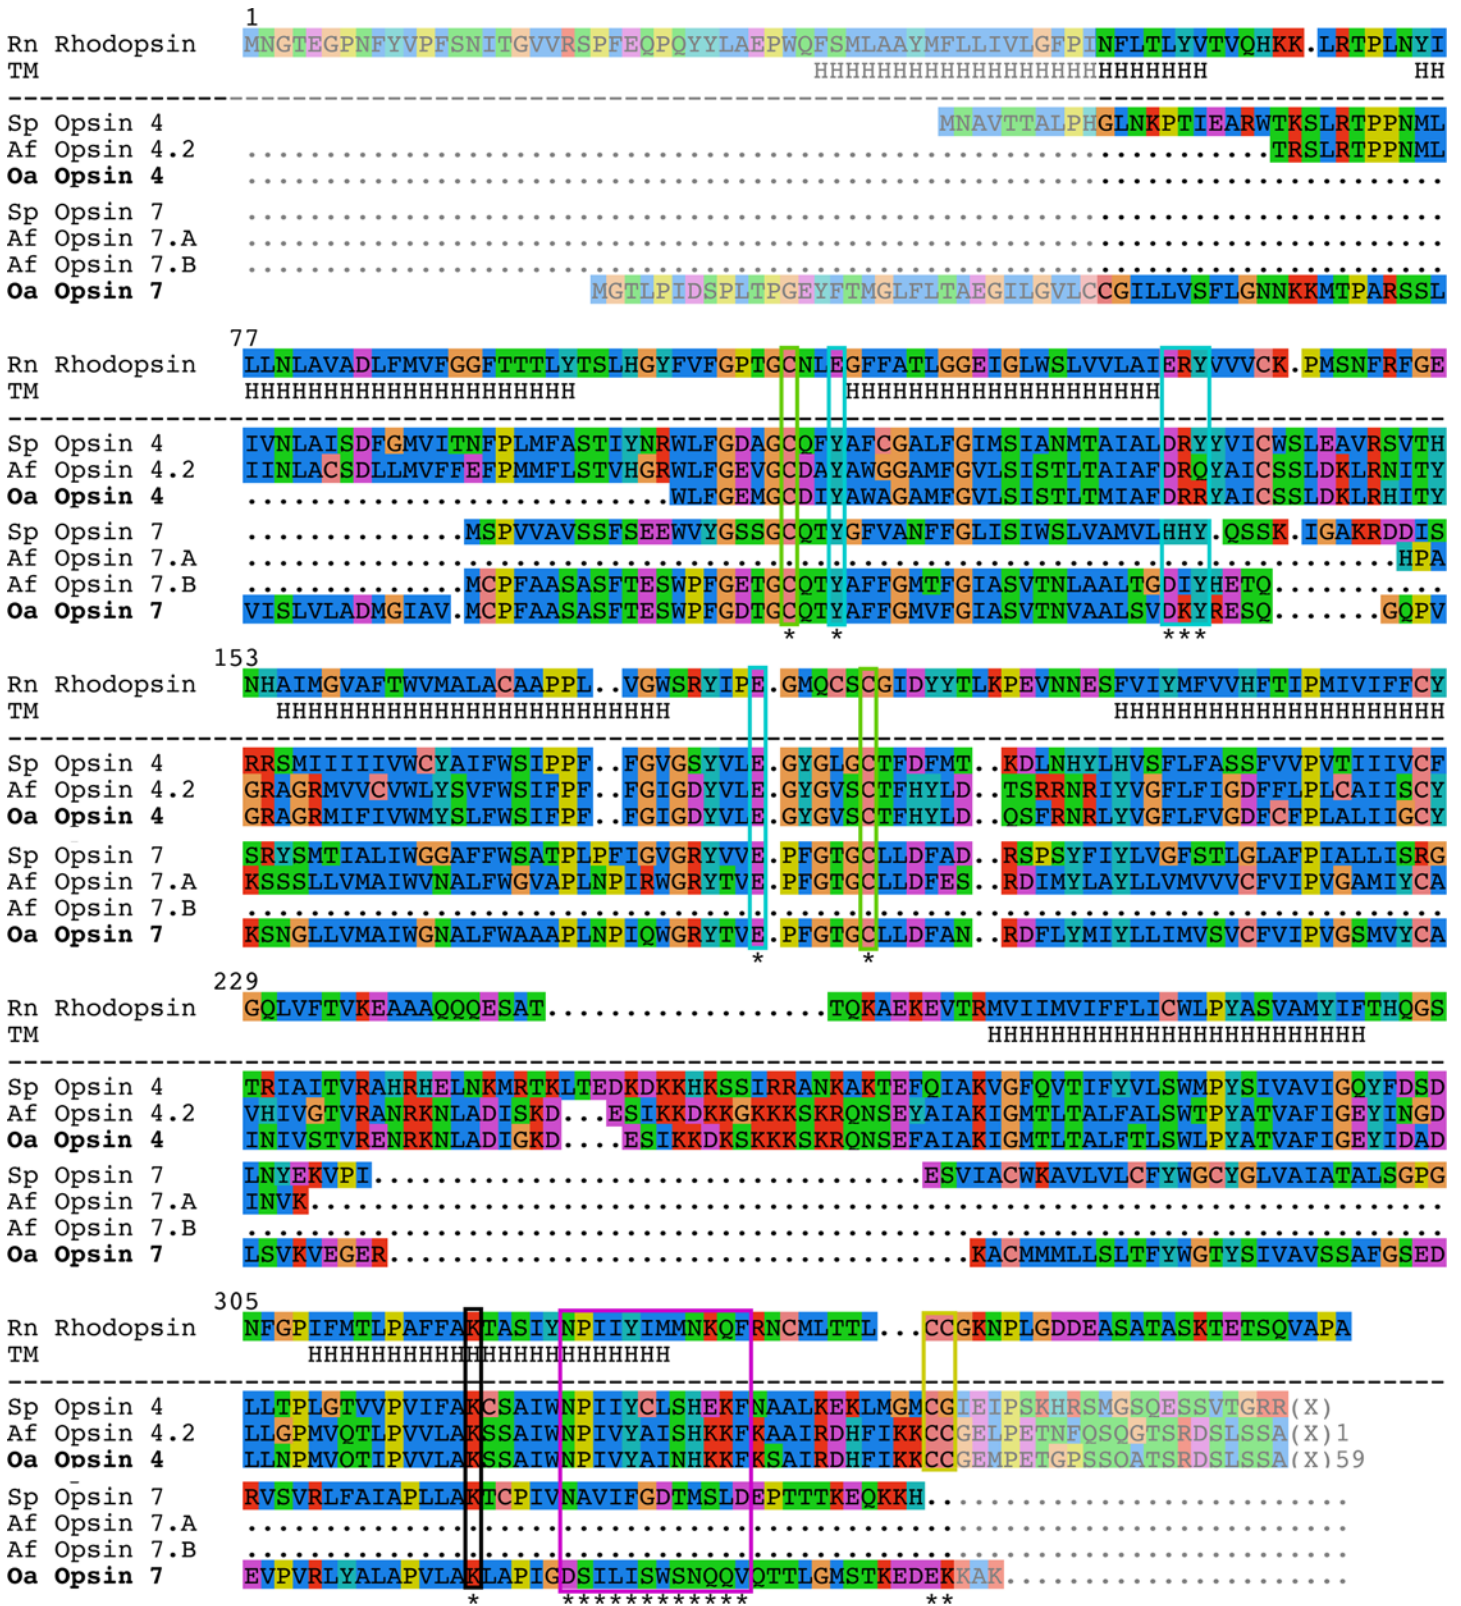 1
Rn Rhodopsin MNGTEGPNFYVPFSNITGVVRSPFEQPQYYLAEPWQFSMLAAYMFLLIVLGFPINFLTLYVTVQHKK.LRTPLNYI
TM HHHHHHHHHHHHHHHHHHHHHHHHH HH
Sp Opsin 4 MNAVTTALPHGLNKPTIEARWTKSLRTPPNML
Af Opsin 4.2 .................................................................TRSLRTPPNML
Oa Opsin 4 ............................................................................
Sp Opsin 7 ............................................................................
Af Opsin 7.A ............................................................................
Af Opsin 7.B ............................................................................
Oa Opsin 7 MGTLPIDSPLTPGEYFTMGLFLTAEGILGVLCCGILLVSFLGNNKKMTPARSSL
77
Rn Rhodopsin LLNLAVADLFMVFGGFTTTLYTSLHGYFVFGPTGCNLEGFFATLGGEIGLWSLVVLAIERYVVVCK.PMSNFRFGE
TM HHHHHHHHHHHHHHHHHHHHH HHHHHHHHHHHHHHHHHHHH
Sp Opsin 4 IVNLAISDFGMVITNFPLMFASTIYNRWLFGDAGCQFYAFCGALFGIMSIANMTAIALDRYYVICWSLEAVRSVTH
Af Opsin 4.2 IINLACSDLLMVFFEFPMMFLSTVHGRWLFGEVGCDAYAWGGAMFGVLSISTLTAIAFDRQYAICSSLDKLRNITY
Oa Opsin 4 ...........................WLFGEMGCDIYAWAGAMFGVLSISTLTMIAFDRRYAICSSLDKLRHITY
Sp Opsin 7 ..............MSPVVAVSSFSEEWVYGSSGCQTYGFVANFFGLISIWSLVAMVLHHY.QSSK.IGAKRDDIS
Af Opsin 7.A .........................................................................HPA
Af Opsin 7.B ..............MCPFAASASFTESWPFGETGCQTYAFFGMTFGIASVTNLAALTGDIYHETQ...........
Oa Opsin 7 VISLVLADMGIAV.MCPFAASASFTESWPFGDTGCQTYAFFGMVFGIASVTNVAALSVDKYRESQ.......GQPV
* * ***
153
Rn Rhodopsin NHAIMGVAFTWVMALACAAPPL..VGWSRYIPE.GMQCSCGIDYYTLKPEVNNESFVIYMFVVHFTIPMIVIFFCY
TM HHHHHHHHHHHHHHHHHHHHHHHHH HHHHHHHHHHHHHHHHHHHHH
Sp Opsin 4 RRSMIIIIIVWCYAIFWSIPPF..FGVGSYVLE.GYGLGCTFDFMT..KDLNHYLHVSFLFASSFVVPVTIIIVCF
Af Opsin 4.2 GRAGRMVVCVWLYSVFWSIFPF..FGIGDYVLE.GYGVSCTFHYLD..TSRRNRIYVGFLFIGDFFLPLCAIISCY
Oa Opsin 4 GRAGRMIFIVWMYSLFWSIFPF..FGIGDYVLE.GYGVSCTFHYLD..QSFRNRLYVGFLFVGDFCFPLALIIGCY
Sp Opsin 7 SRYSMTIALIWGGAFFWSATPLPFIGVGRYVVE.PFGTGCLLDFAD..RSPSYFIYLVGFSTLGLAFPIALLISRG
Af Opsin 7.A KSSSLLVMAIWVNALFWGVAPLNPIRWGRYTVE.PFGTGCLLDFES..RDIMYLAYLLVMVVVCFVIPVGAMIYCA
Af Opsin 7.B ............................................................................
Oa Opsin 7 KSNGLLVMAIWGNALFWAAAPLNPIQWGRYTVE.PFGTGCLLDFAN..RDFLYMIYLLIMVSVCFVIPVGSMVYCA
* *
229
Rn Rhodopsin GQLVFTVKEAAAQQQESAT..................TQKAEKEVTRMVIIMVIFFLICWLPYASVAMYIFTHQGS
TM HHHHHHHHHHHHHHHHHHHHHHHH
Sp Opsin 4 TRIAITVRAHRHELNKMRTKLTEDKDKKHKSSIRRANKAKTEFQIAKVGFQVTIFYVLSWMPYSIVAVIGQYFDSD
Af Opsin 4.2 VHIVGTVRANRKNLADISKD...ESIKKDKKGKKKSKRQNSEYAIAKIGMTLTALFALSWTPYATVAFIGEYINGD
Oa Opsin 4 INIVSTVRENRKNLADIGKD....ESIKKDKSKKKSKRQNSEFAIAKIGMTLTALFTLSWLPYATVAFIGEYIDAD
Sp Opsin 7 LNYEKVPI...................................ESVIACWKAVLVLCFYWGCYGLVAIATALSGPG
Af Opsin 7.A INVK........................................................................
Af Opsin 7.B ............................................................................
Oa Opsin 7 LSVKVEGER.....................................KACMMMLLSLTFYWGTYSIVAVSSAFGSED
305
Rn Rhodopsin NFGPIFMTLPAFFAKTASIYNPIIYIMMNKQFRNCMLTTL...CCGKNPLGDDEASATASKTETSQVAPA
TM HHHHHHHHHHHHHHHHHHHHHHH
Sp Opsin 4 LLTPLGTVVPVIFAKCSAIWNPIIYCLSHEKFNAALKEKLMGMCGIEIPSKHRSMGSQESSVTGRR(X)
Af Opsin 4.2 LLGPMVQTLPVVLAKSSAIWNPIVYAISHKKFKAAIRDHFIKKCCGELPETNFQSQGTSRDSLSSA(X)1
Oa Opsin 4 LLNPMVQTIPVVLAKSSAIWNPIVYAINHKKFKSAIRDHFIKKCCGEMPETGPSSQATSRDSLSSA(X)59
Sp Opsin 7 RVSVRLFAIAPLLAKTCPIVNAVIFGDTMSLDEPTTTKEQKKH...........................
Af Opsin 7.A ......................................................................
Af Opsin 7.B ......................................................................
Oa Opsin 7 EVPVRLYALAPVLAKLAPIGDSILISWSNQQVQTTLGMSTKEDEKKAK......................
* ************ **